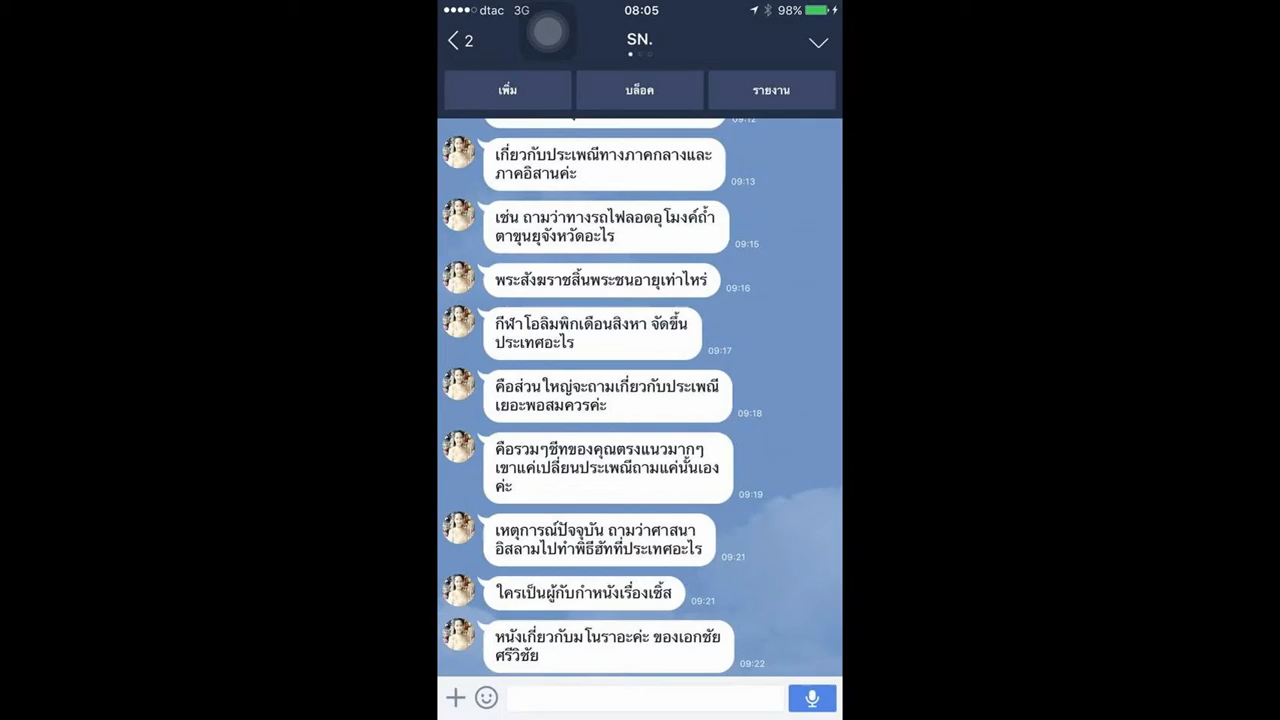 dtac 3G 08:05 98%
2 SN.
เพิ่ม บล็อค รายงาน
09:12
เกี่ยวกับประเพณีทางภาคกลางและ
ภาคอิสานค่ะ
09:13
เช่น ถามว่าทางรถไฟลอดอุโมงค์ถ้ำ
ตาขุนยุจังหวัดอะไร
09:15
พระสังฆราชสิ้นพระชนอายุเท่าไหร่
09:16
กีฬาโอลิมพิกเดือนสิงหา จัดขึ้น
ประเทศอะไร
09:17
คือส่วนใหญ่จะถามเกี่ยวกับประเพณี
เยอะพอสมควรค่ะ
09:18
คือรวมๆชีทของคุณตรงแนวมากๆ
เขาแค่เปลี่ยนประเพณีถามแค่นั้นเอง
ค่ะ
09:19
เหตุการณ์ปัจจุบัน ถามว่าศาสนา
อิสลามไปทำพิธีฮัทที่ประเทศอะไร
09:21
ใครเป็นผู้กับกำหนังเรื่องเซิ้ส
09:21
หนังเกี่ยวกับมโนราอะค่ะ ของเอกชัย
ศรีวิชัย
09:22